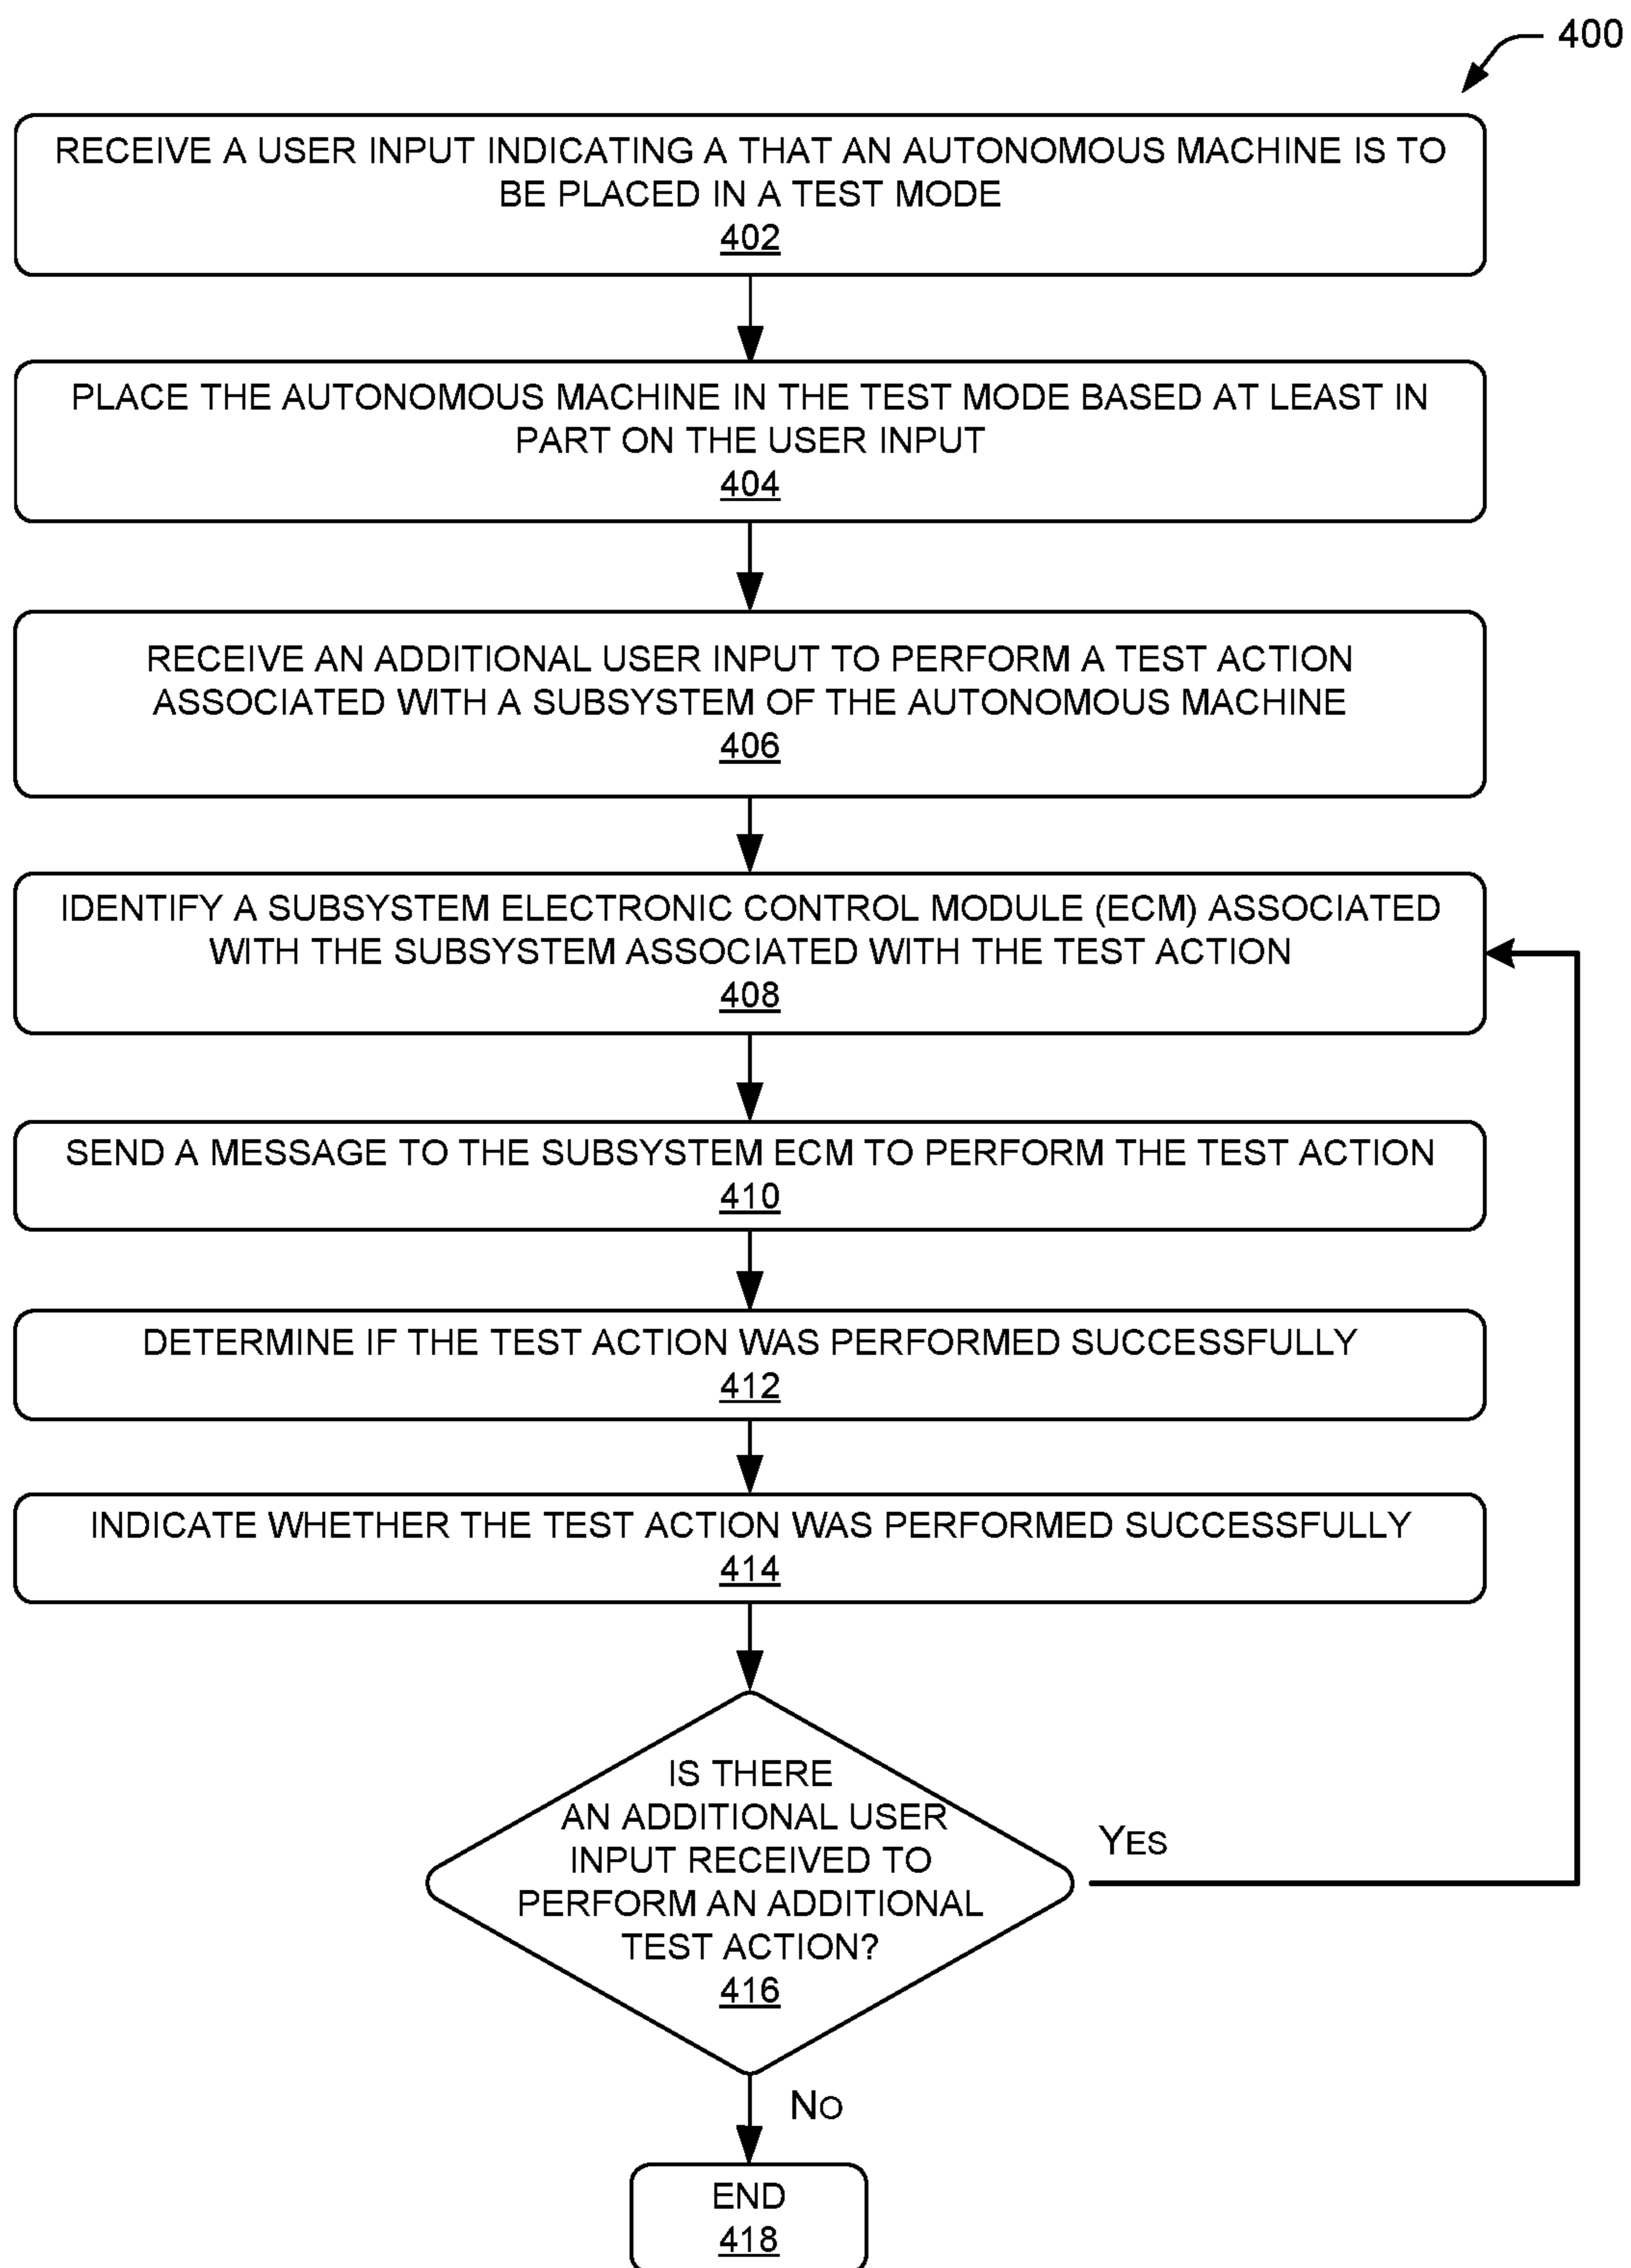 400
RECEIVE A USER INPUT INDICATING A THAT AN AUTONOMOUS MACHINE IS TO
BE PLACED IN A TEST MODE
402
PLACE THE AUTONOMOUS MACHINE IN THE TEST MODE BASED AT LEAST IN
PART ON THE USER INPUT
404
RECEIVE AN ADDITIONAL USER INPUT TO PERFORM A TEST ACTION
ASSOCIATED WITH A SUBSYSTEM OF THE AUTONOMOUS MACHINE
406
IDENTIFY A SUBSYSTEM ELECTRONIC CONTROL MODULE (ECM) ASSOCIATED
WITH THE SUBSYSTEM ASSOCIATED WITH THE TEST ACTION
408
SEND A MESSAGE TO THE SUBSYSTEM ECM TO PERFORM THE TEST ACTION
410
DETERMINE IF THE TEST ACTION WAS PERFORMED SUCCESSFULLY
412
INDICATE WHETHER THE TEST ACTION WAS PERFORMED SUCCESSFULLY
414
IS THERE
AN ADDITIONAL USER
INPUT RECEIVED TO
PERFORM AN ADDITIONAL
TEST ACTION?
416
YES
NO
END
418